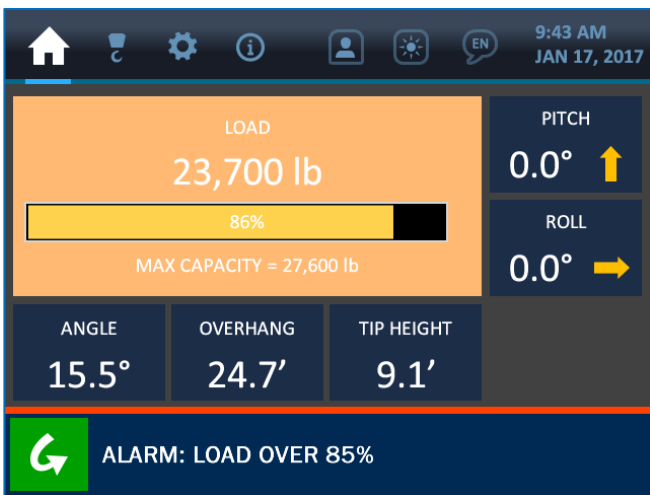 EN
9:43 AM
JAN 17, 2017
LOAD
23,700 lb
86%
MAX CAPACITY = 27,600 lb
PITCH
0.0°
ROLL
0.0°
ANGLE
15.5°
OVERHANG
24.7′
TIP HEIGHT
9.1′
ALARM: LOAD OVER 85%